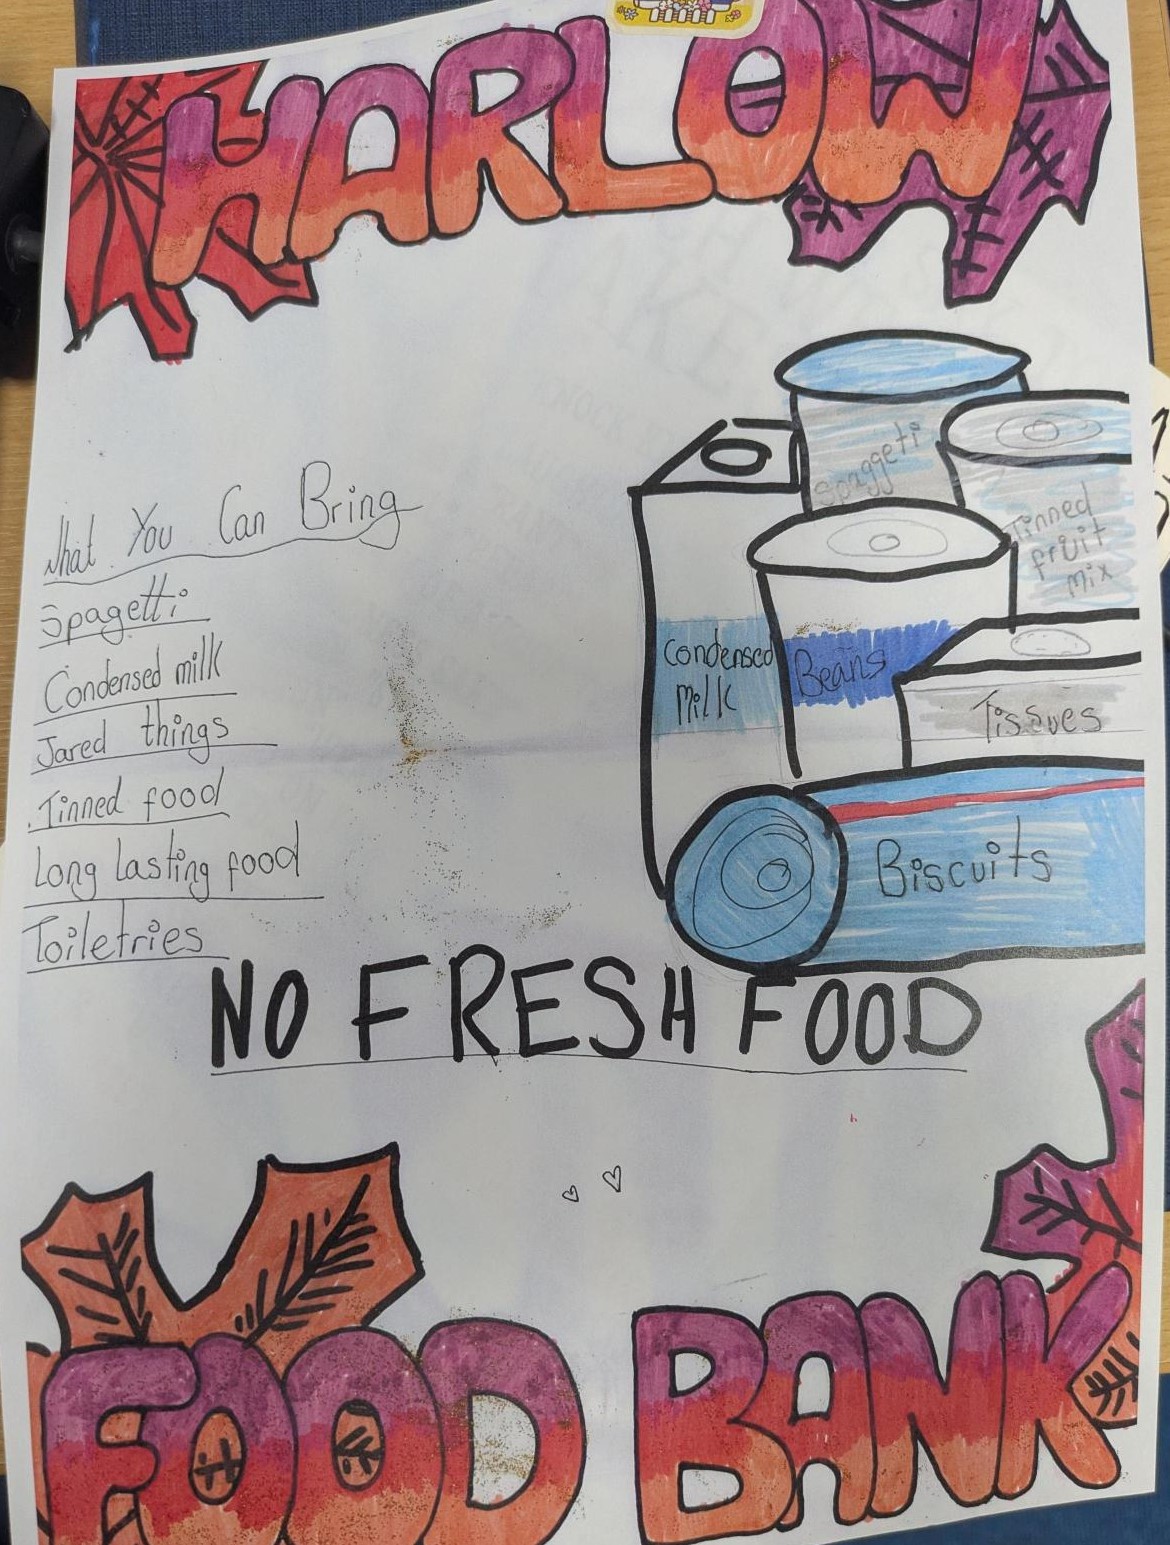 HARLOW
What You Can Bring
Spagetti
Condensed milk
Jared things
Tinned food
Long lasting food
Toiletries
Spaggeti
Tinned
fruit
mix
Condensed
Milk
Beans
Tissues
Biscuits
NO FRESH FOOD
FOOD BANK